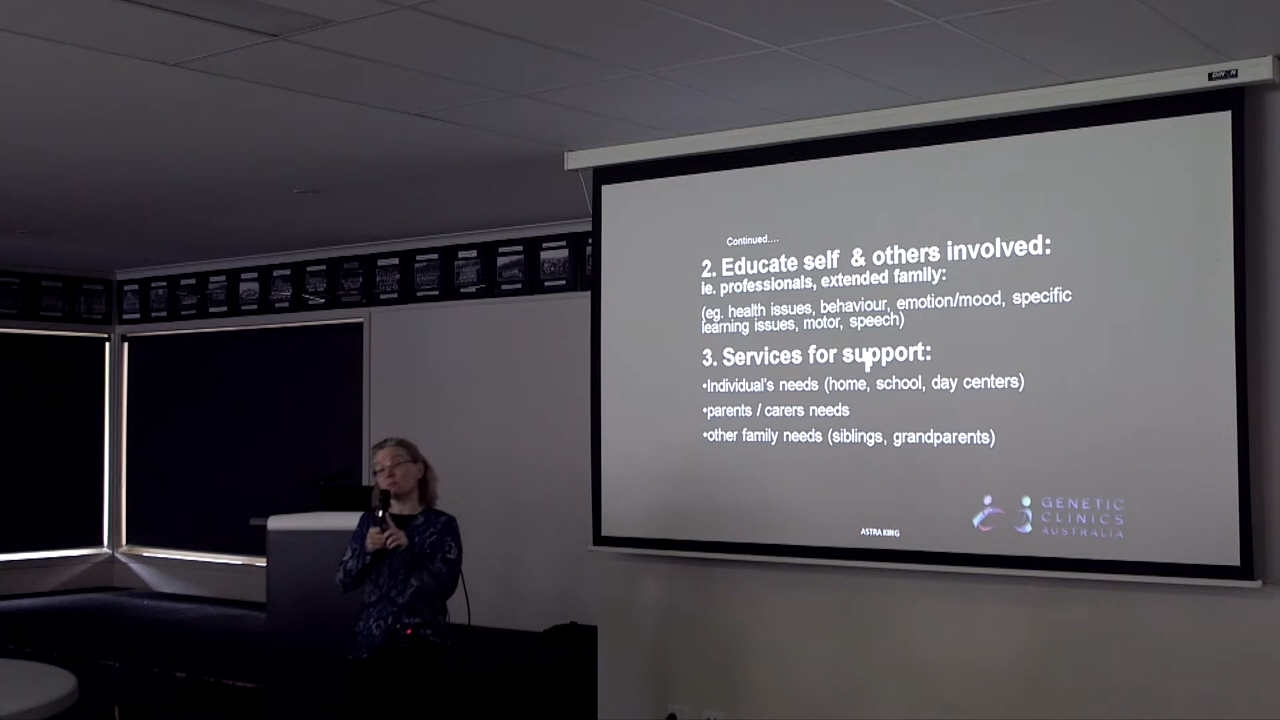 Continued....
2. Educate self & others involved:
ie. professionals, extended family:
(eg. health issues, behaviour, emotion/mood, specific
learning issues, motor, speech)
3. Services for support:
•Individual's needs (home, school, day centers)
•parents / carers needs
•other family needs (siblings, grandparents)
ASTRA KING
GENETIC
CLINICS
AUSTRALIA